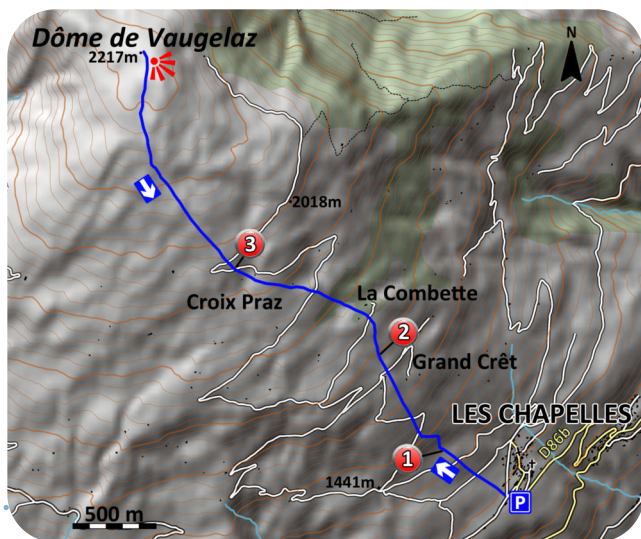 Dôme de Vaugelaz
2217m
N
2018m
3
La Combette
Croix Praz
2
Grand Crêt
LES CHAPELLES
D86b
1
1441m
P
500 m